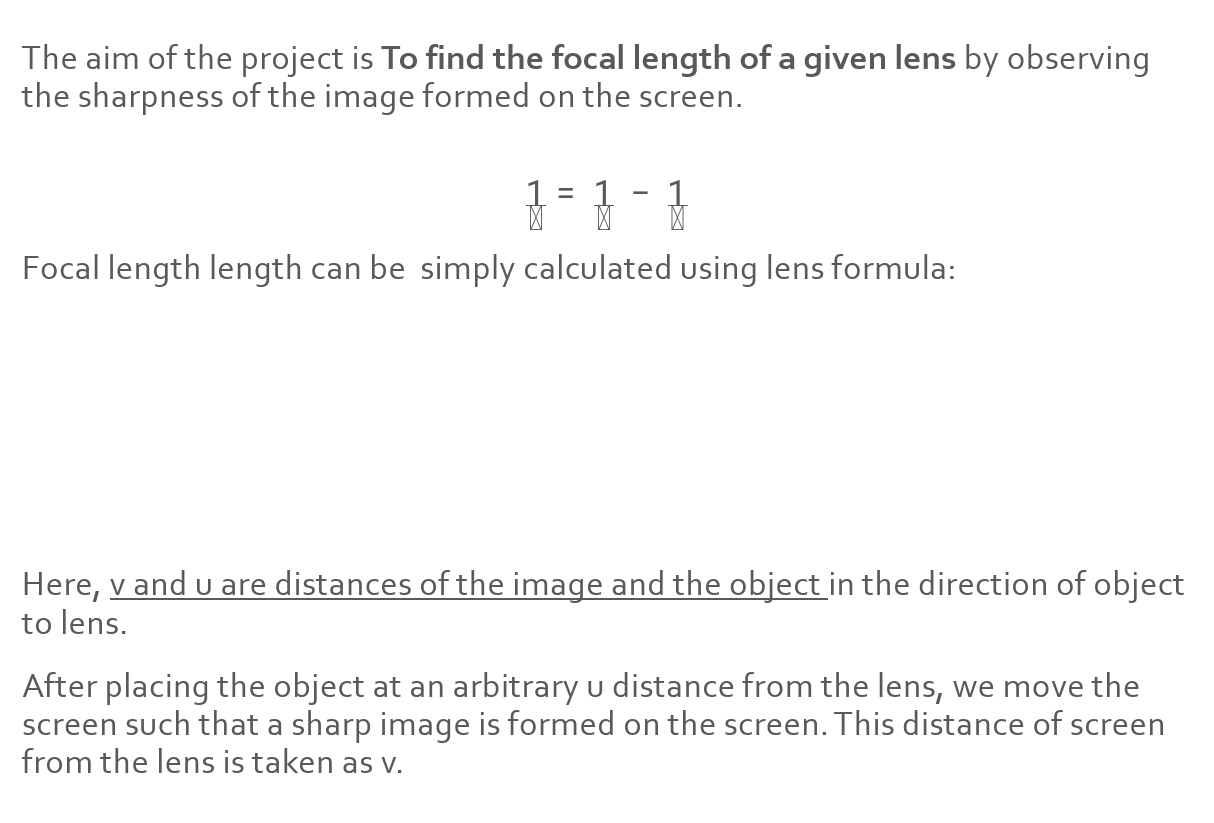 The aim of the project is To find the focal length of a given lens by observing
the sharpness of the image formed on the screen.
1 = 1 − 1
Focal length length can be  simply calculated using lens formula:
Here, v and u are distances of the image and the object in the direction of object
to lens.
After placing the object at an arbitrary u distance from the lens, we move the
screen such that a sharp image is formed on the screen. This distance of screen
from the lens is taken as v.